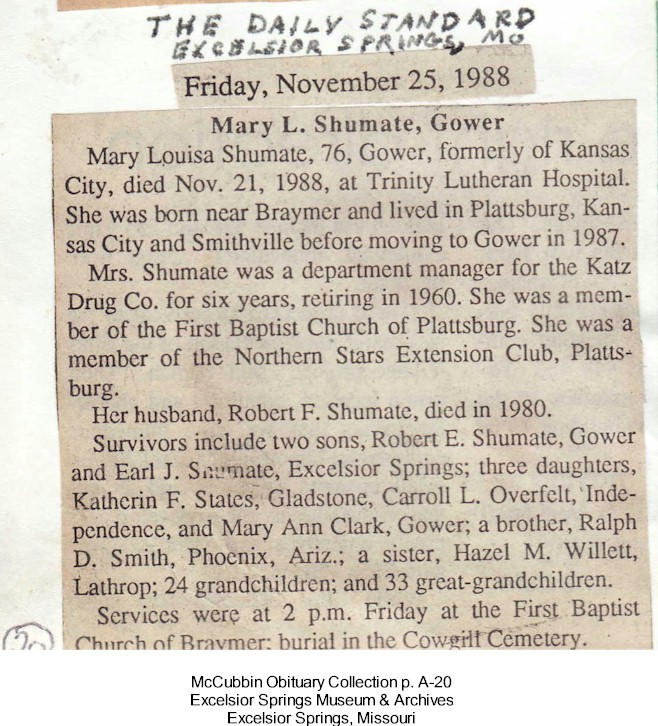 THE DAILY STANDARD
EXCELSIOR SPRINGS, MO
Friday, November 25, 1988
Mary L. Shumate, Gower
Mary Louisa Shumate, 76, Gower, formerly of Kansas
City, died Nov. 21, 1988, at Trinity Lutheran Hospital.
She was born near Braymer and lived in Plattsburg, Kan-
sas City and Smithville before moving to Gower in 1987.
Mrs. Shumate was a department manager for the Katz
Drug Co. for six years, retiring in 1960. She was a mem-
ber of the First Baptist Church of Plattsburg. She was a
member of the Northern Stars Extension Club, Platts-
burg.
Her husband, Robert F. Shumate, died in 1980.
Survivors include two sons, Robert E. Shumate, Gower
and Earl J. Shumate, Excelsior Springs; three daughters,
Katherin F. States, Gladstone, Carroll L. Overfelt, Inde-
pendence, and Mary Ann Clark, Gower; a brother, Ralph
D. Smith, Phoenix, Ariz.; a sister, Hazel M. Willett,
Lathrop; 24 grandchildren; and 33 great-grandchildren.
Services were at 2 p.m. Friday at the First Baptist
Church of Braymer; burial in the Cowgill Cemetery.
20
McCubbin Obituary Collection p. A-20
Excelsior Springs Museum & Archives
Excelsior Springs, Missouri